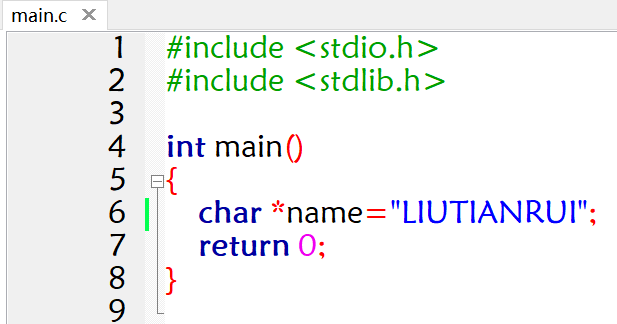 main.c
1 #include <stdio.h>
2 #include <stdlib.h>
3
4 int main()
5 {
6 char *name="LIUTIANRUI";
7 return 0;
8 }
9